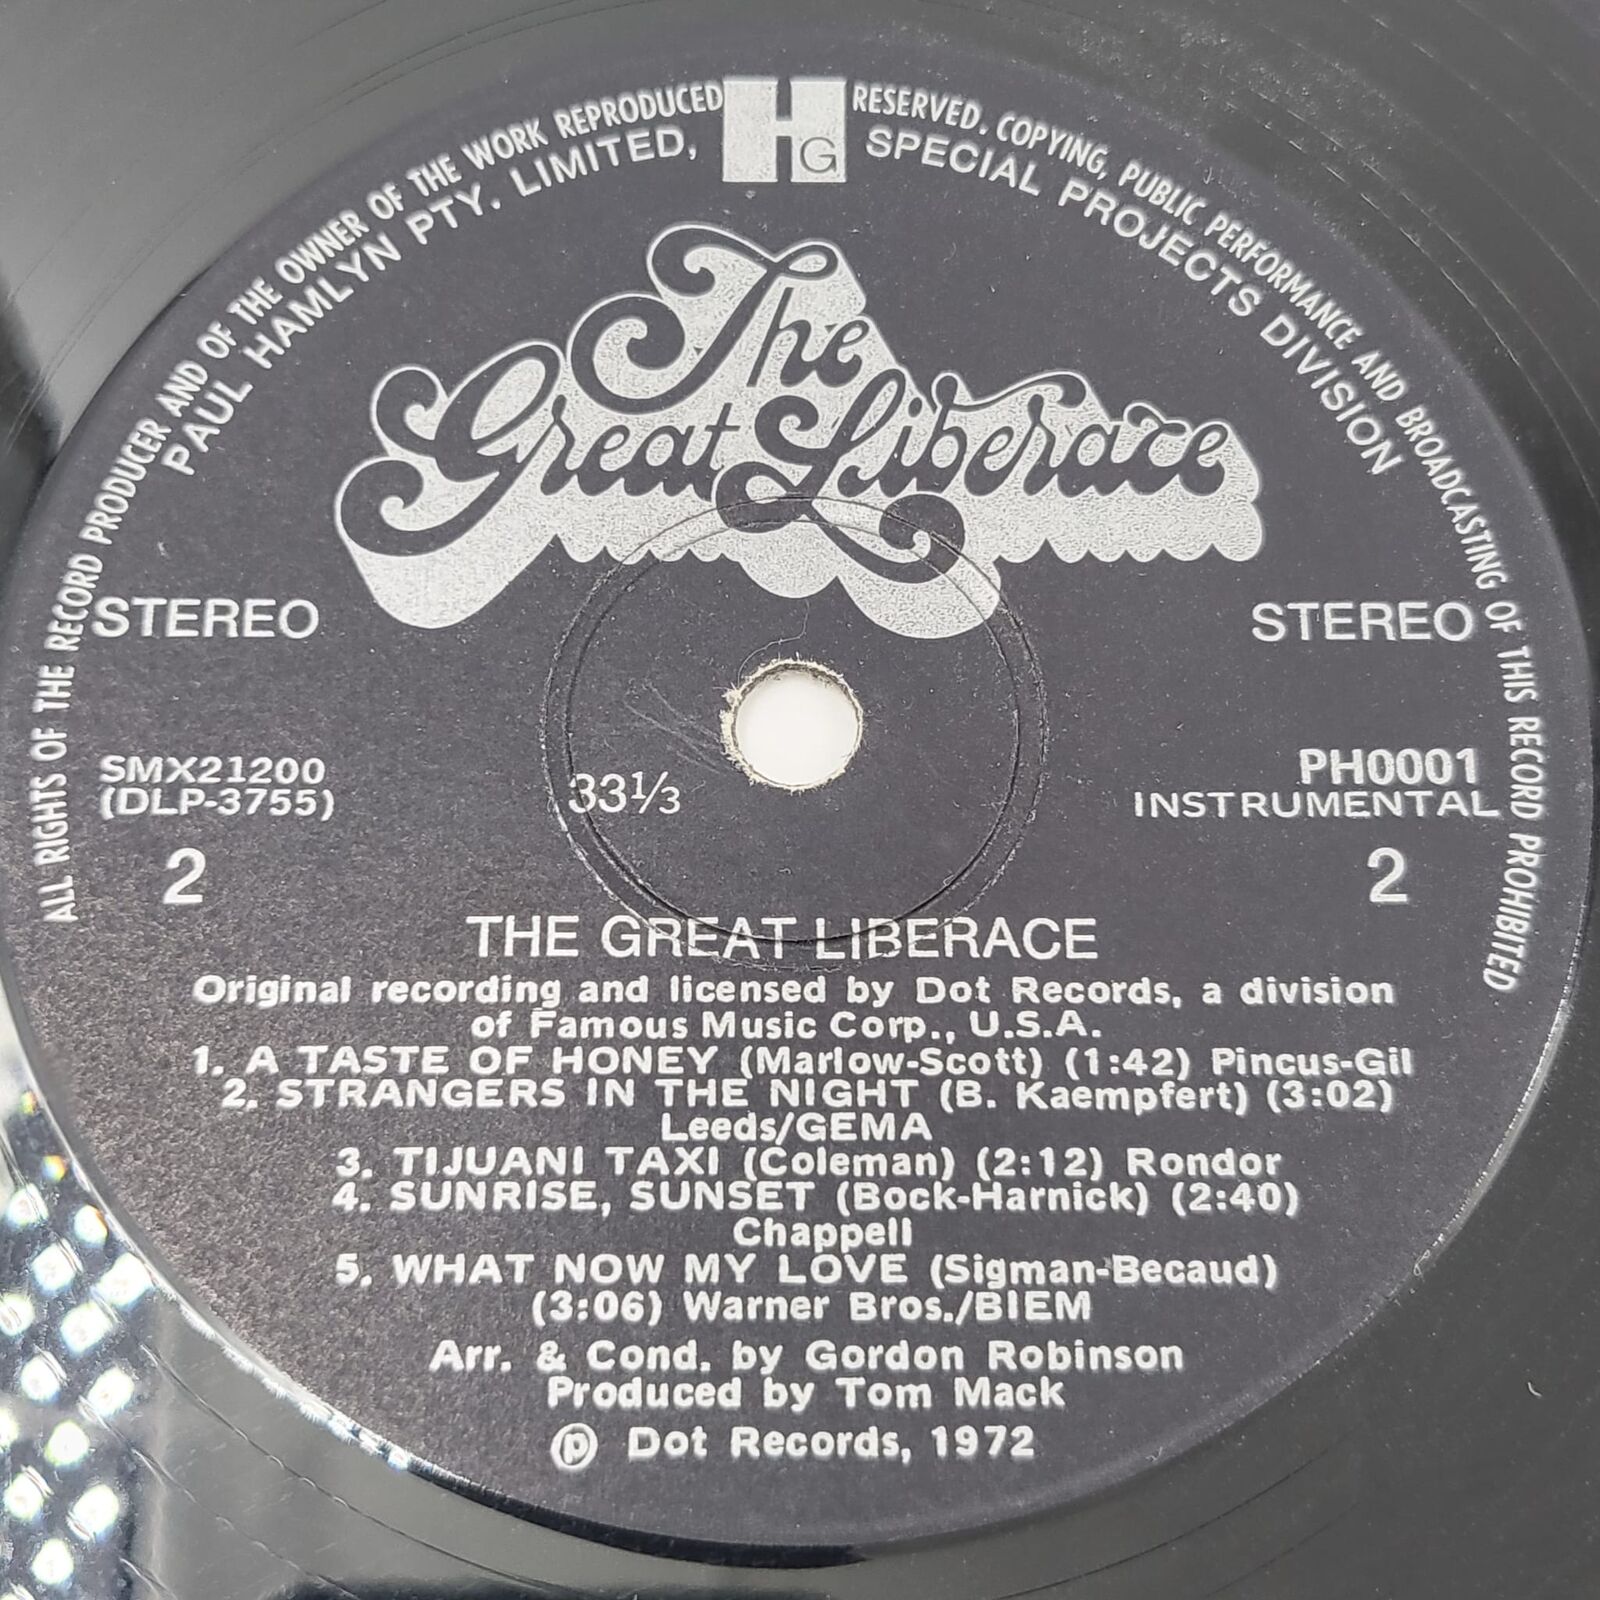 ALL RIGHTS OF THE RECORD PRODUCER AND OF THE OWNER OF THE WORK REPRODUCED RESERVED. COPYING, PUBLIC PERFORMANCE AND BROADCASTING OF THIS RECORD PROHIBITED
PAUL HAMLYN PTY. LIMITED, SPECIAL PROJECTS DIVISION
HG
The
Great Liberace
STEREO STEREO
SMX21200 33⅓ PH0001
(DLP-3755) INSTRUMENTAL
2 2
THE GREAT LIBERACE
Original recording and licensed by Dot Records, a division
of Famous Music Corp., U.S.A.
1. A TASTE OF HONEY (Marlow-Scott) (1:42) Pincus-Gil
2. STRANGERS IN THE NIGHT (B. Kaempfert) (3:02)
Leeds/GEMA
3. TIJUANI TAXI (Coleman) (2:12) Rondor
4. SUNRISE, SUNSET (Bock-Harnick) (2:40)
Chappell
5. WHAT NOW MY LOVE (Sigman-Becaud)
(3:06) Warner Bros./BIEM
Arr. & Cond. by Gordon Robinson
Produced by Tom Mack
℗ Dot Records, 1972